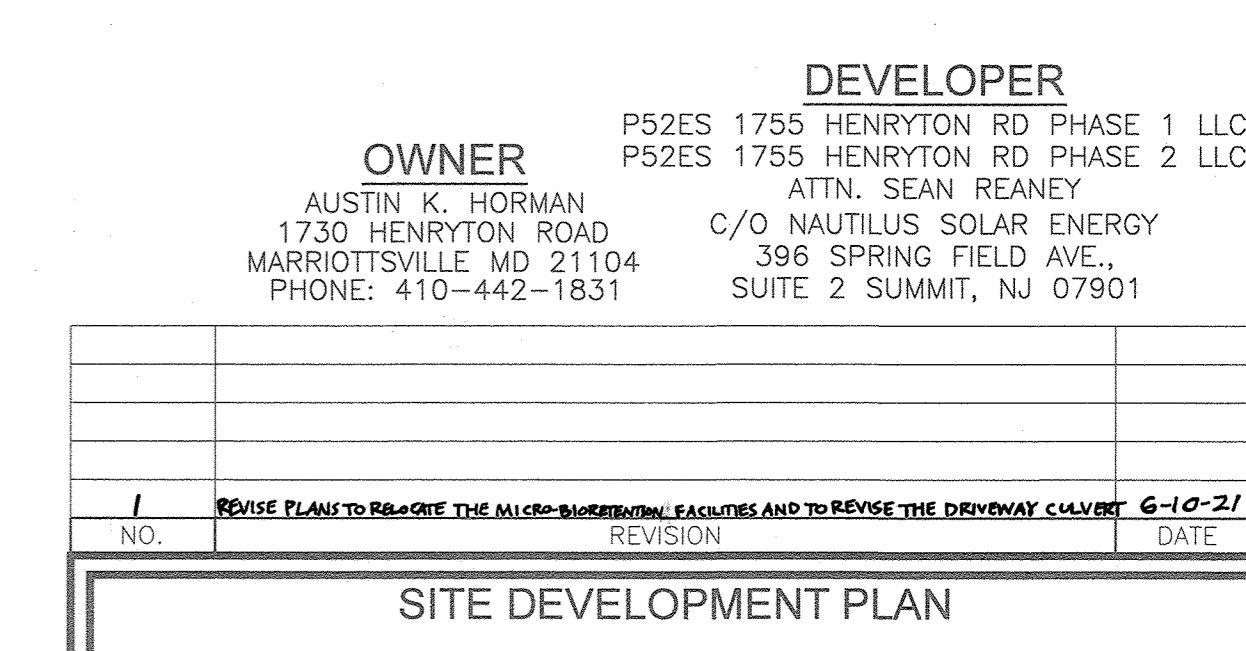 OWNER
AUSTIN K. HORMAN
1730 HENRYTON ROAD
MARRIOTTSVILLE MD 21104
PHONE: 410-442-1831
DEVELOPER
P52ES 1755 HENRYTON RD PHASE 1 LLC
P52ES 1755 HENRYTON RD PHASE 2 LLC
ATTN. SEAN REANEY
C/O NAUTILUS SOLAR ENERGY
396 SPRING FIELD AVE.,
SUITE 2 SUMMIT, NJ 07901
1 REVISE PLANS TO RELOCATE THE MICRO-BIORETENTION FACILITIES AND TO REVISE THE DRIVEWAY CULVERT 6-10-21
NO. REVISION DATE
SITE DEVELOPMENT PLAN